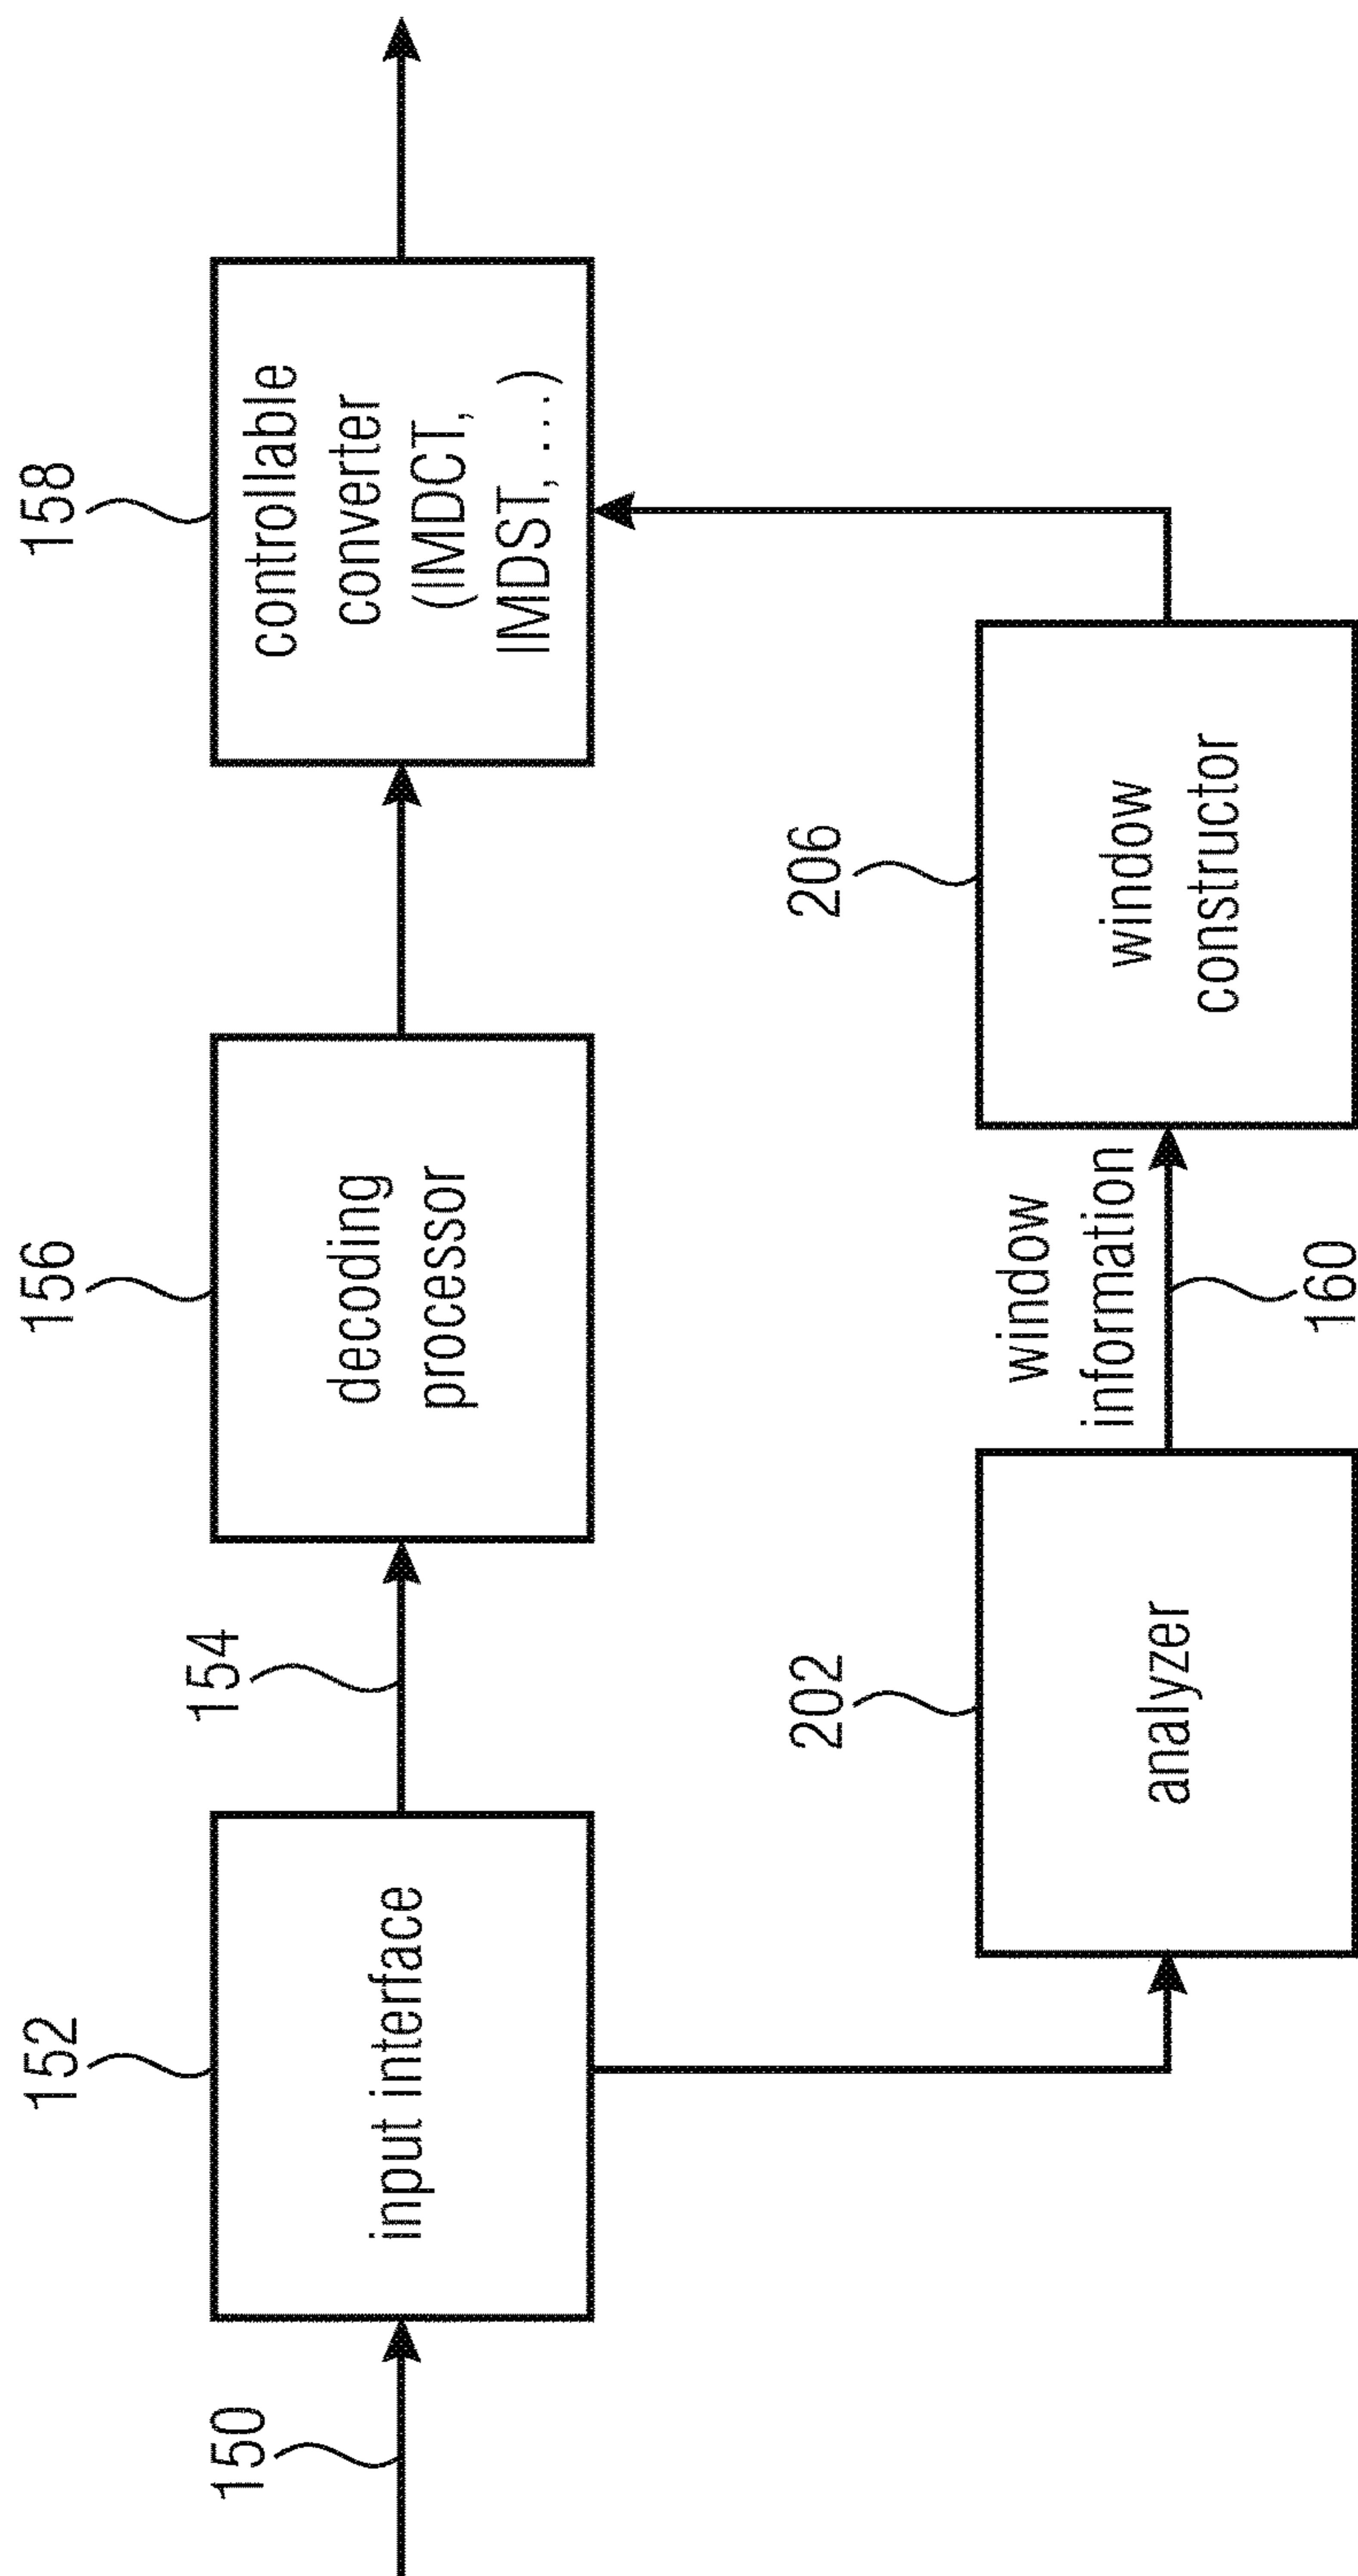 152
156
158
150
input interface
154
decoding
processor
controllable
converter
(IMDCT,
IMDST, ....)
202
206
analyzer
window
information
160
window
constructor